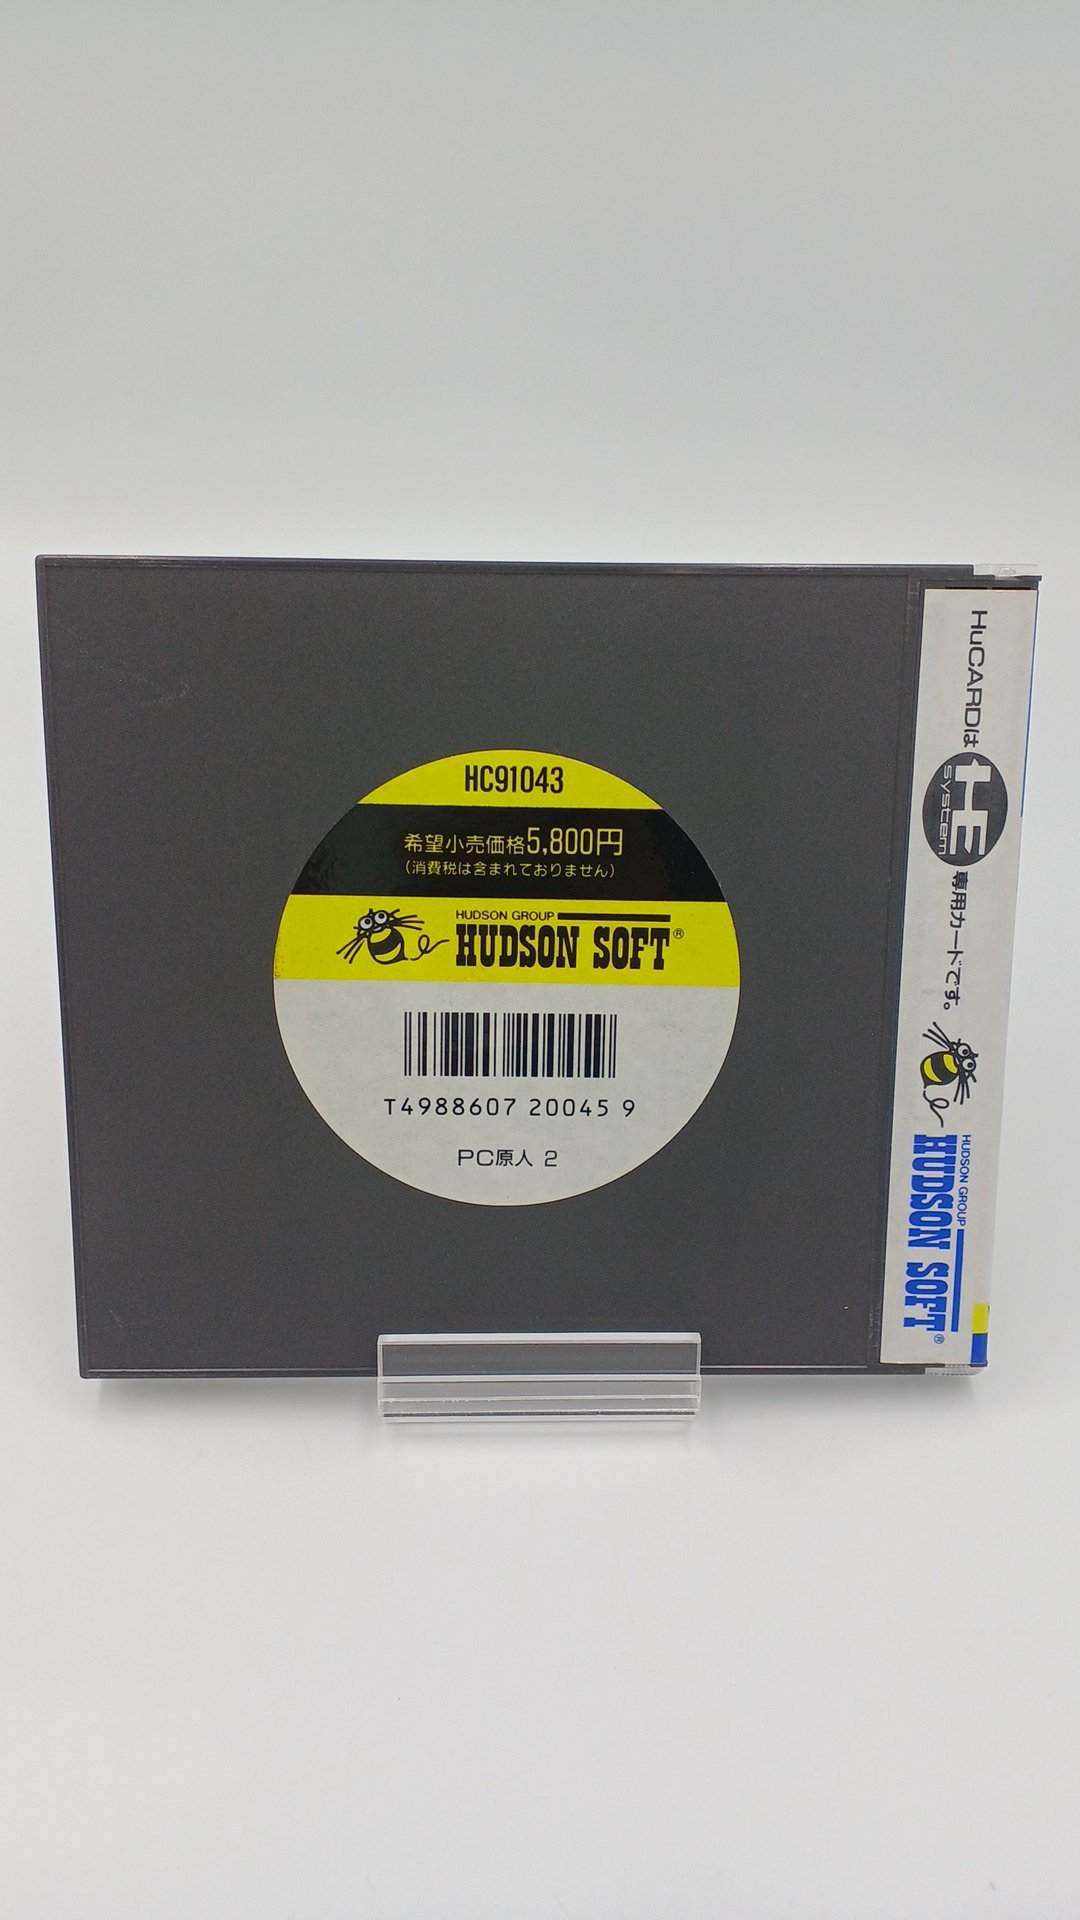 HC91043
希望小売価格5,800円
(消費税は含まれておりません)
HUDSON GROUP
HUDSON SOFT®
T4988607 20045 9
PC原人 2
HuCARDは
HE
system
専用カードです。
HUDSON GROUP
HUDSON SOFT®